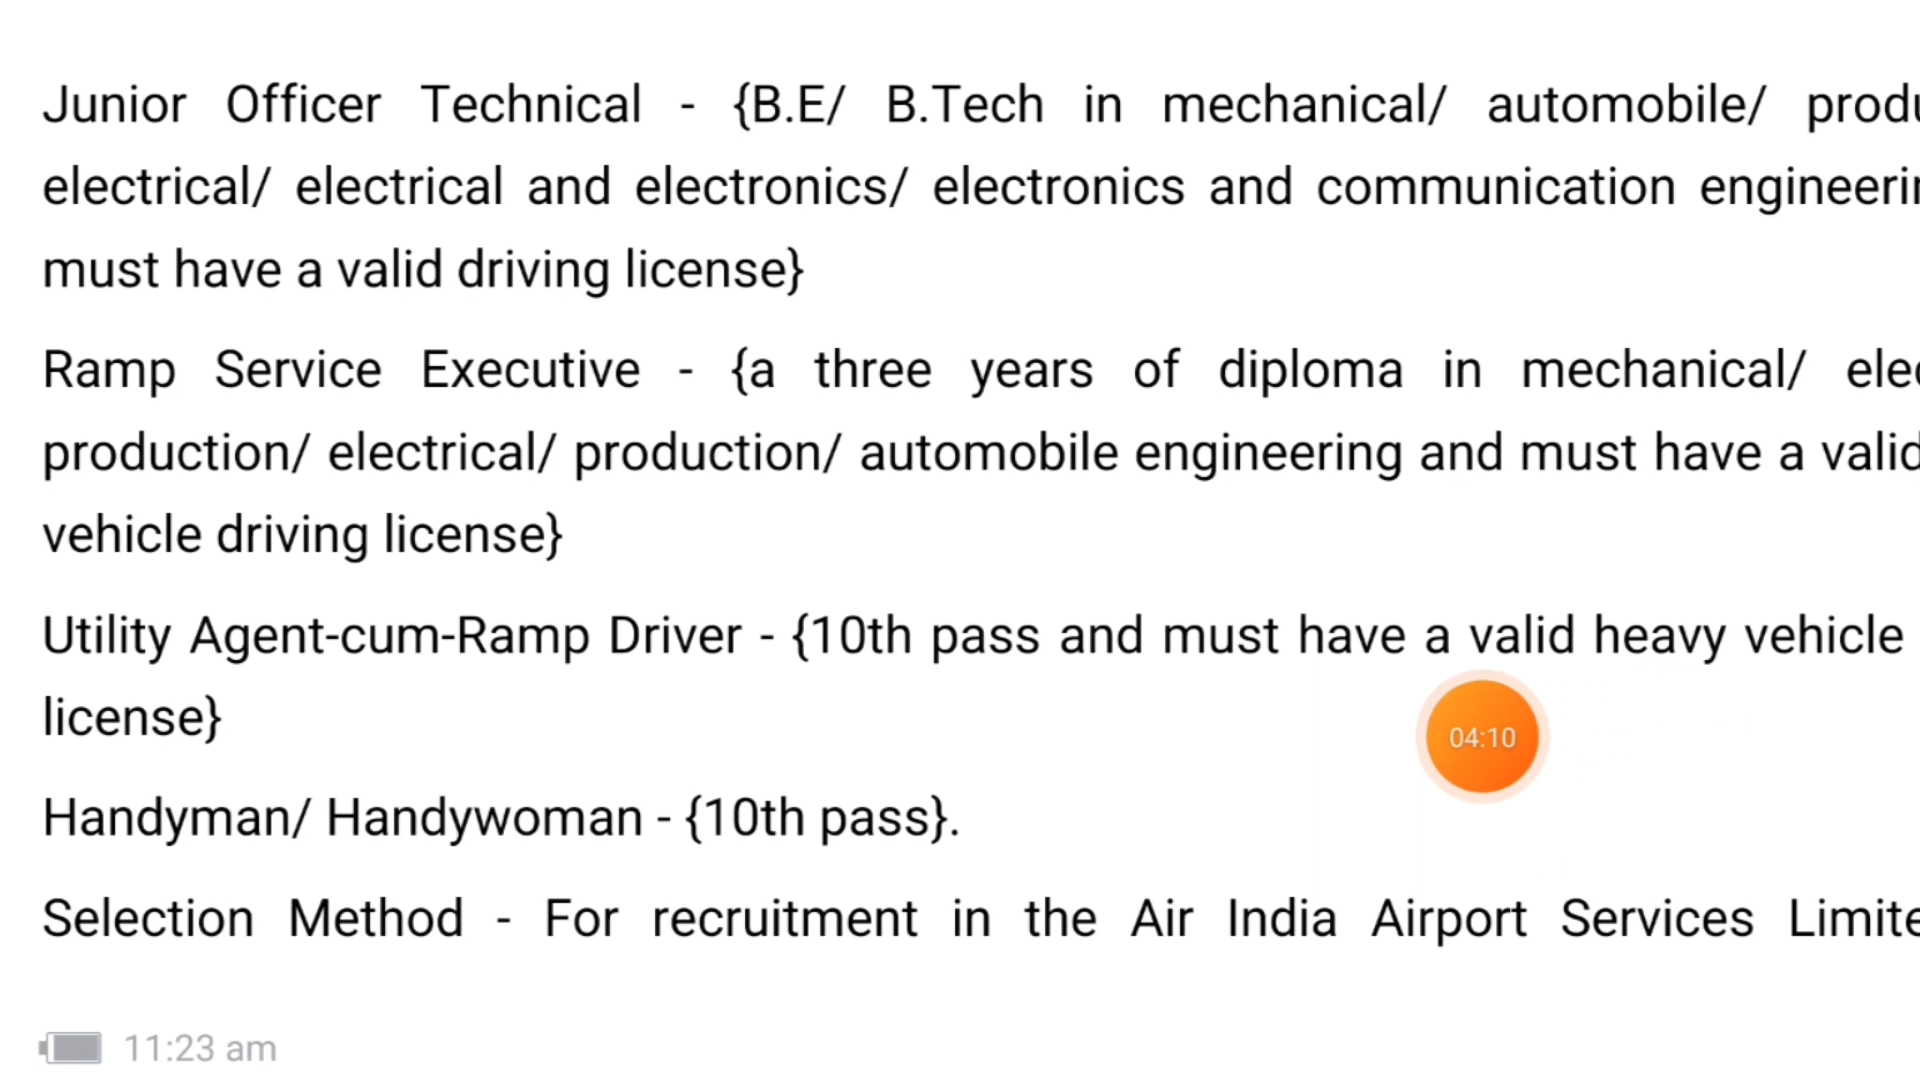 Junior Officer Technical - {B.E/ B.Tech in mechanical/ automobile/
electrical/ electrical and electronics/ electronics and communication
must have a valid driving license}
Ramp Service Executive - {a three years of diploma in mechanical/
production/ electrical/ production/ automobile engineering and must have a valid
vehicle driving license}
Utility Agent-cum-Ramp Driver - {10th pass and must have a valid heavy vehicle
license}
04:10
Handyman/ Handywoman - {10th pass}.
Selection Method - For recruitment in the Air India Airport Services
11:23 am